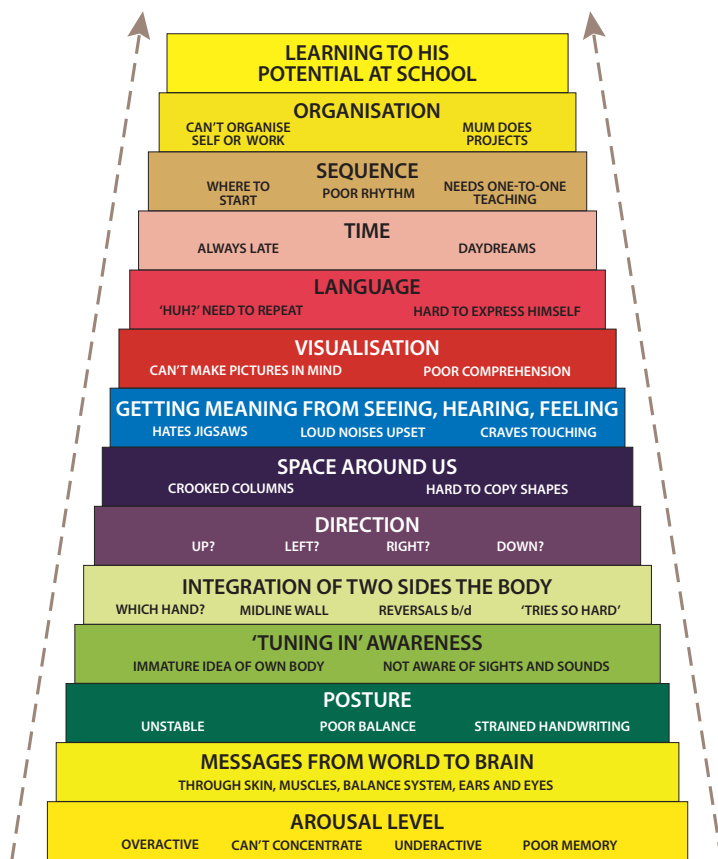 LEARNING TO HIS
POTENTIAL AT SCHOOL
ORGANISATION
CAN'T ORGANISE
SELF OR WORK
MUM DOES
PROJECTS
SEQUENCE
WHERE TO
START
POOR RHYTHM
NEEDS ONE-TO-ONE
TEACHING
TIME
ALWAYS LATE DAYDREAMS
LANGUAGE
'HUH?' NEED TO REPEAT HARD TO EXPRESS HIMSELF
VISUALISATION
CAN'T MAKE PICTURES IN MIND POOR COMPREHENSION
GETTING MEANING FROM SEEING, HEARING, FEELING
HATES JIGSAWS LOUD NOISES UPSET CRAVES TOUCHING
SPACE AROUND US
CROOKED COLUMNS HARD TO COPY SHAPES
DIRECTION
UP? LEFT? RIGHT? DOWN?
INTEGRATION OF TWO SIDES THE BODY
WHICH HAND? MIDLINE WALL REVERSALS b/d 'TRIES SO HARD'
'TUNING IN' AWARENESS
IMMATURE IDEA OF OWN BODY NOT AWARE OF SIGHTS AND SOUNDS
POSTURE
UNSTABLE POOR BALANCE STRAINED HANDWRITING
MESSAGES FROM WORLD TO BRAIN
THROUGH SKIN, MUSCLES, BALANCE SYSTEM, EARS AND EYES
AROUSAL LEVEL
OVERACTIVE CAN'T CONCENTRATE UNDERACTIVE POOR MEMORY